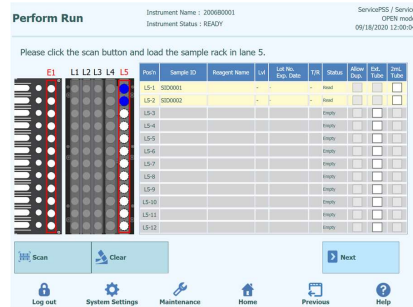 Perform Run
Instrument Name : 2006B0001
Instrument Status : READY
ServicePSS / Service
OPEN mode
09/18/2020 12:00:0
Please click the scan button and load the sample rack in lane 5.
E1 L1 L2 L3 L4 L5
Pos'n Sample ID Reagent Name Lvl Lot No. Exp. Date T/R Status Allow Dup. Ext. Tube 2mL Tube
L5-1 SID0001 - - - Read
L5-2 SID0002 - - - Read
L5-3 Empty
L5-4 Empty
L5-5 Empty
L5-6 Empty
L5-7 Empty
L5-8 Empty
L5-9 Empty
L5-10 Empty
L5-11 Empty
L5-12 Empty
Scan Clear Next
Log out System Settings Maintenance Home Previous Help